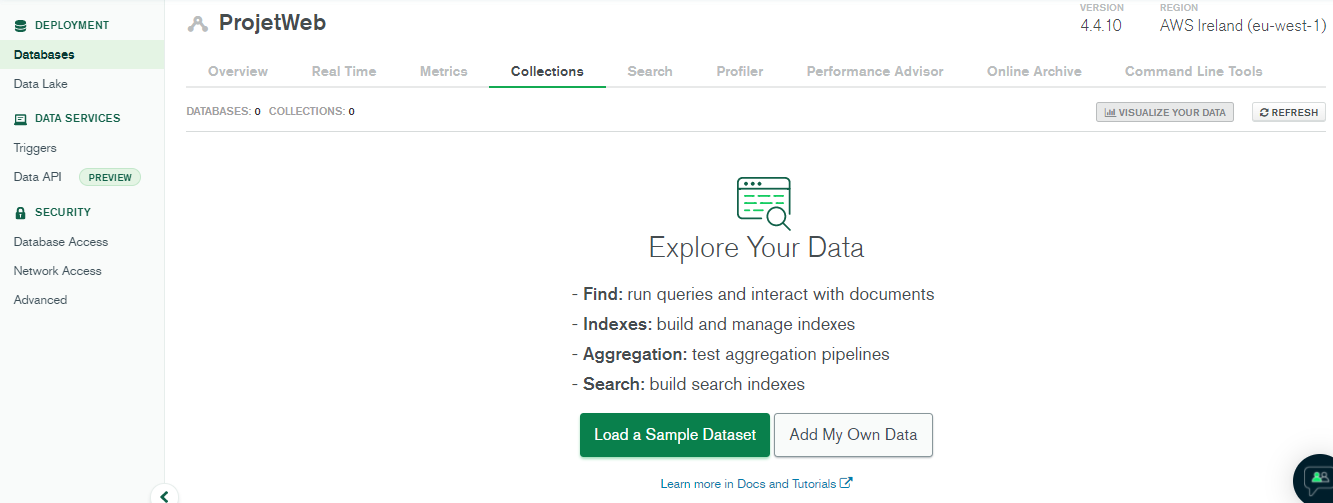 DEPLOYMENT
Databases
Data Lake
DATA SERVICES
Triggers
Data API PREVIEW
SECURITY
Database Access
Network Access
Advanced
ProjetWeb
VERSION
4.4.10
REGION
AWS Ireland (eu-west-1)
Overview Real Time Metrics Collections Search Profiler Performance Advisor Online Archive Command Line Tools
DATABASES: 0 COLLECTIONS: 0
VISUALIZE YOUR DATA REFRESH
Explore Your Data
- Find: run queries and interact with documents
- Indexes: build and manage indexes
- Aggregation: test aggregation pipelines
- Search: build search indexes
Load a Sample Dataset Add My Own Data
Learn more in Docs and Tutorials